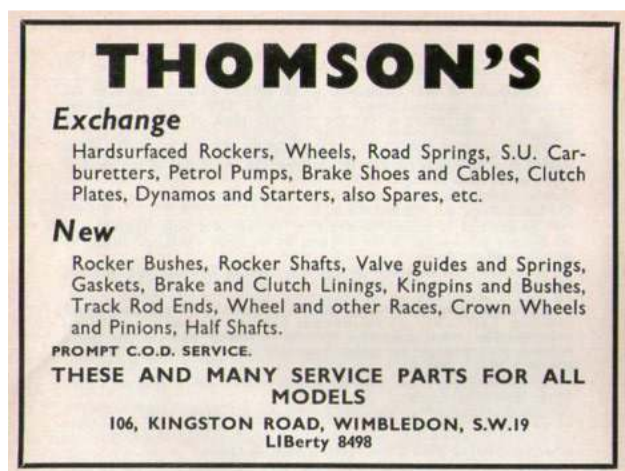 THOMSON'S
Exchange
Hardsurfaced Rockers, Wheels, Road Springs, S.U. Car-
buretters, Petrol Pumps, Brake Shoes and Cables, Clutch
Plates, Dynamos and Starters, also Spares, etc.
New
Rocker Bushes, Rocker Shafts, Valve guides and Springs,
Gaskets, Brake and Clutch Linings, Kingpins and Bushes,
Track Rod Ends, Wheel and other Races, Crown Wheels
and Pinions, Half Shafts.
PROMPT C.O.D. SERVICE.
THESE AND MANY SERVICE PARTS FOR ALL
MODELS
106, KINGSTON ROAD, WIMBLEDON, S.W.19
LIBerty 8498